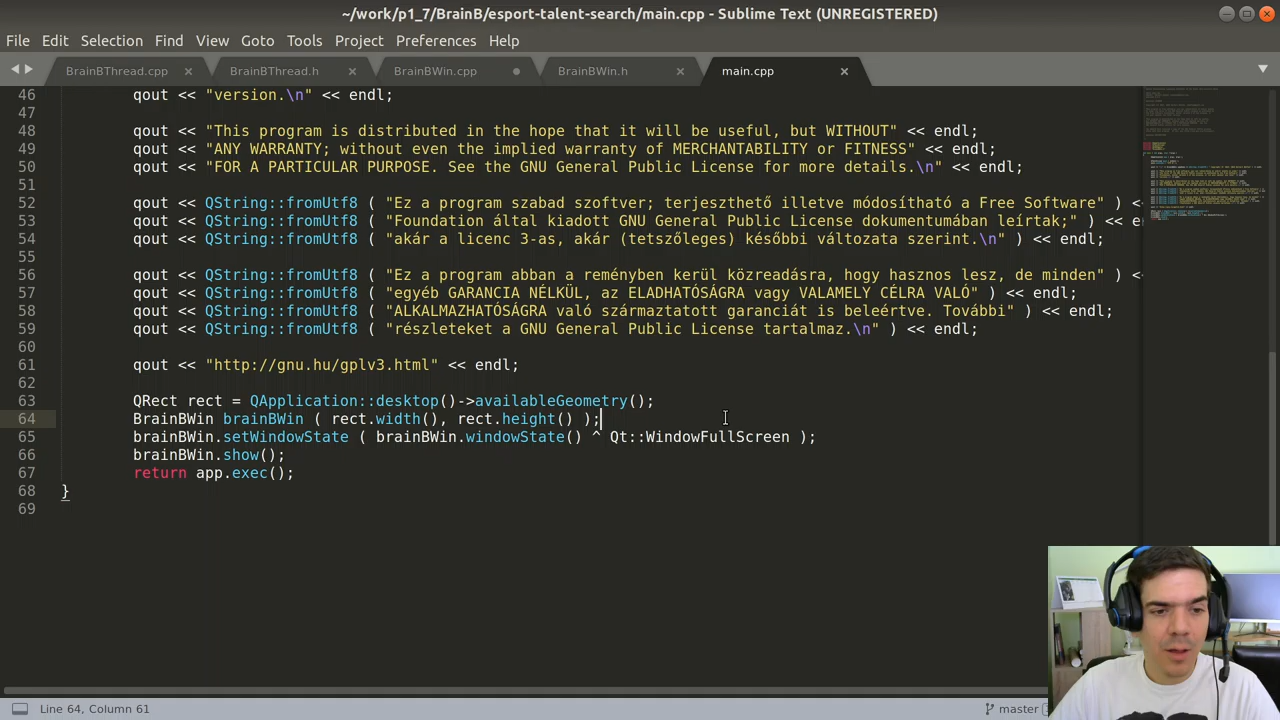 ~/work/p1_7/BrainB/esport-talent-search/main.cpp - Sublime Text (UNREGISTERED)
File Edit Selection Find View Goto Tools Project Preferences Help
BrainBThread.cpp BrainBThread.h BrainBWin.cpp BrainBWin.h main.cpp
46 qout << "version.\n" << endl;
47
48 qout << "This program is distributed in the hope that it will be useful, but WITHOUT" << endl;
49 qout << "ANY WARRANTY; without even the implied warranty of MERCHANTABILITY or FITNESS" << endl;
50 qout << "FOR A PARTICULAR PURPOSE. See the GNU General Public License for more details.\n" << endl;
51
52 qout << QString::fromUtf8 ( "Ez a program szabad szoftver; terjeszthető illetve módosítható a Free Software" ) << e
53 qout << QString::fromUtf8 ( "Foundation által kiadott GNU General Public License dokumentumában leírtak;" ) << endl
54 qout << QString::fromUtf8 ( "akár a licenc 3-as, akár (tetszőleges) későbbi változata szerint.\n" ) << endl;
55
56 qout << QString::fromUtf8 ( "Ez a program abban a reményben kerül közreadásra, hogy hasznos lesz, de minden" ) <<
57 qout << QString::fromUtf8 ( "egyéb GARANCIA NÉLKÜL, az ELADHATÓSÁGRA vagy VALAMELY CÉLRA VALÓ" ) << endl;
58 qout << QString::fromUtf8 ( "ALKALMAZHATÓSÁGRA való származtatott garanciát is beleértve. További" ) << endl;
59 qout << QString::fromUtf8 ( "részleteket a GNU General Public License tartalmaz.\n" ) << endl;
60
61 qout << "http://gnu.hu/gplv3.html" << endl;
62
63 QRect rect = QApplication::desktop()->availableGeometry();
64 BrainBWin brainBWin ( rect.width(), rect.height() );
65 brainBWin.setWindowState ( brainBWin.windowState() ^ Qt::WindowFullScreen );
66 brainBWin.show();
67 return app.exec();
68 }
69
Line 64, Column 61 master